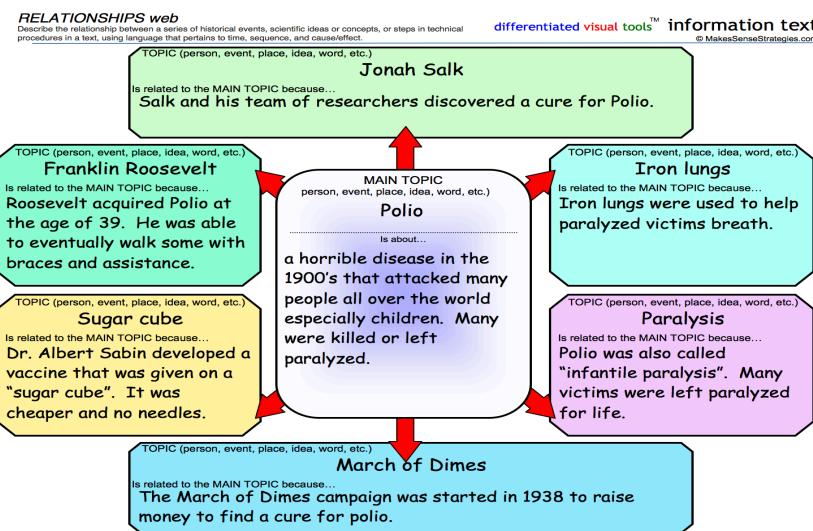 RELATIONSHIPS web
Describe the relationship between a series of historical events, scientific ideas or concepts, or steps in technical
procedures in a text, using language that pertains to time, sequence, and cause/effect.
differentiated visual tools™ information text
© MakesSenseStrategies.com
TOPIC (person, event, place, idea, word, etc.)
Jonah Salk
Is related to the MAIN TOPIC because...
Salk and his team of researchers discovered a cure for Polio.
TOPIC (person, event, place, idea, word, etc.)
Franklin Roosevelt
Is related to the MAIN TOPIC because...
Roosevelt acquired Polio at
the age of 39. He was able
to eventually walk some with
braces and assistance.
MAIN TOPIC
person, event, place, idea, word, etc.)
Polio
Is about...
a horrible disease in the
1900's that attacked many
people all over the world
especially children. Many
were killed or left
paralyzed.
TOPIC (person, event, place, idea, word, etc.)
Iron lungs
Is related to the MAIN TOPIC because...
Iron lungs were used to help
paralyzed victims breath.
TOPIC (person, event, place, idea, word, etc.)
Sugar cube
Is related to the MAIN TOPIC because...
Dr. Albert Sabin developed a
vaccine that was given on a
"sugar cube". It was
cheaper and no needles.
TOPIC (person, event, place, idea, word, etc.)
Paralysis
Is related to the MAIN TOPIC because...
Polio was also called
"infantile paralysis". Many
victims were left paralyzed
for life.
TOPIC (person, event, place, idea, word, etc.)
March of Dimes
Is related to the MAIN TOPIC because...
The March of Dimes campaign was started in 1938 to raise
money to find a cure for polio.